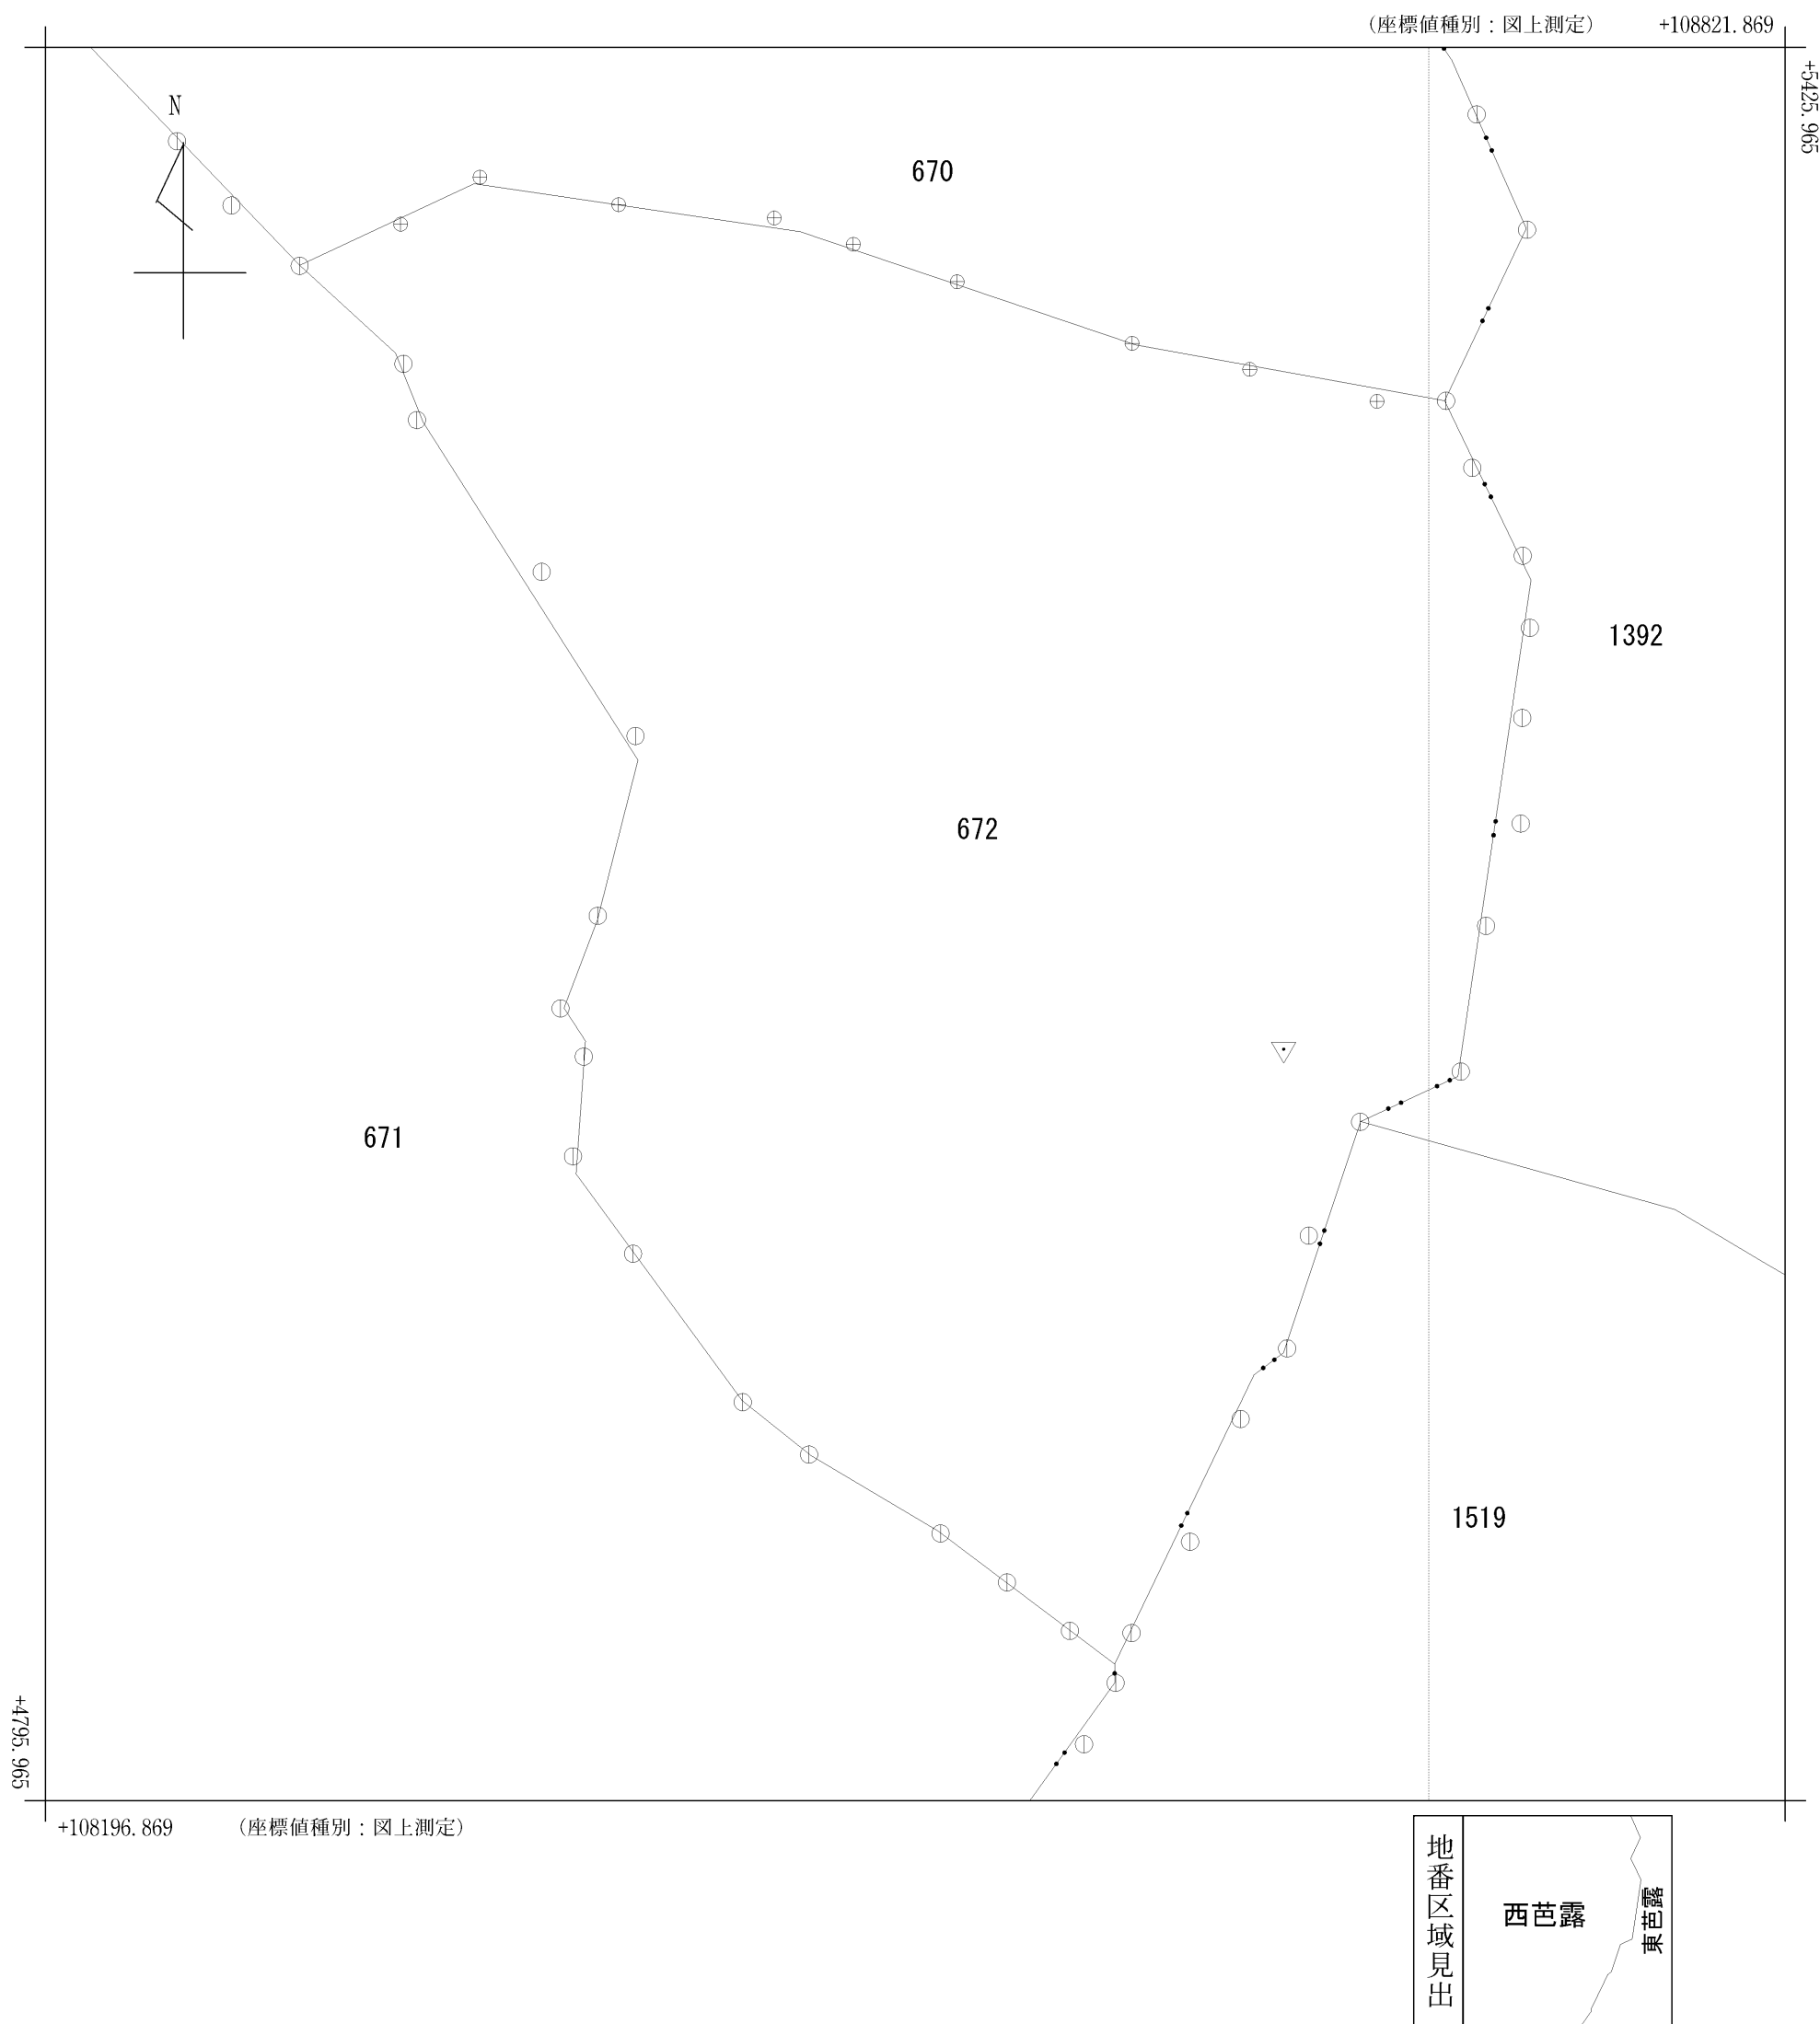 (座標値種別：図上測定) +108821.869
+5425.965
N
670
1392
672
671
1519
+4795.965
+108196.869 (座標値種別：図上測定)
地番区域見出
西芭露
東芭露